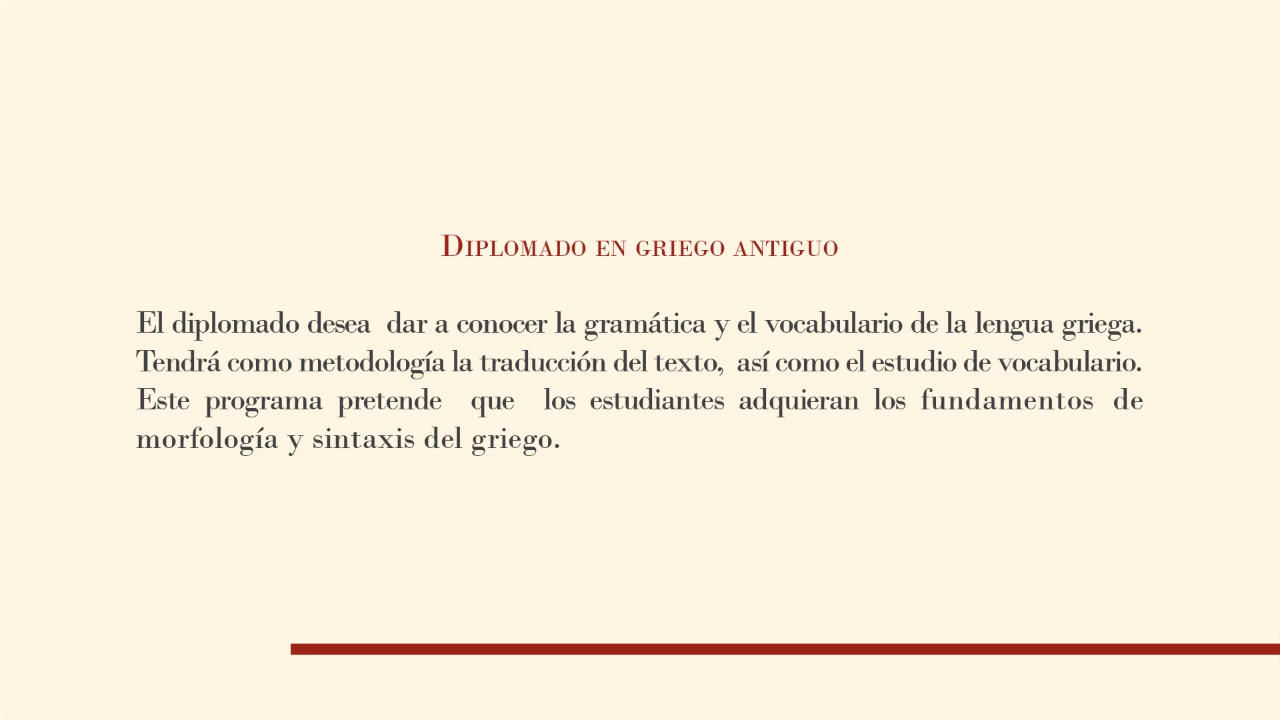 Diplomado en griego antiguo
El diplomado desea dar a conocer la gramática y el vocabulario de la lengua griega.
Tendrá como metodología la traducción del texto, así como el estudio de vocabulario.
Este programa pretende que los estudiantes adquieran los fundamentos de
morfología y sintaxis del griego.